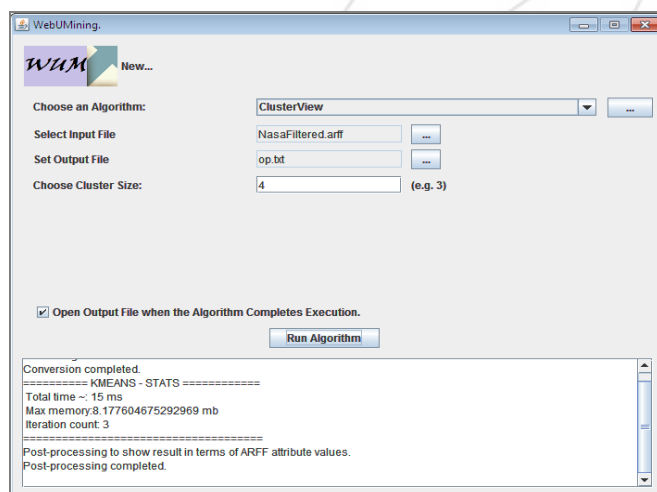 WebUMining.
WUM New...
Choose an Algorithm: ClusterView ...
Select Input File NasaFiltered.arff ...
Set Output File op.txt ...
Choose Cluster Size: 4 (e.g. 3)
Open Output File when the Algorithm Completes Execution.
Run Algorithm
Conversion completed.
========== KMEANS - STATS ============
Total time ~: 15 ms
Max memory:8.177604675292969 mb
Iteration count: 3
=====================================
Post-processing to show result in terms of ARFF attribute values.
Post-processing completed.